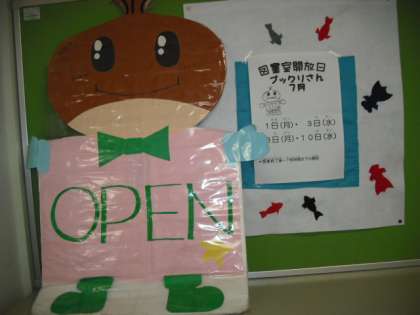 図書室開放日
ブックリさん
7月
1日(月)・3日(水)
8日(月)・10日(水)
OPEN